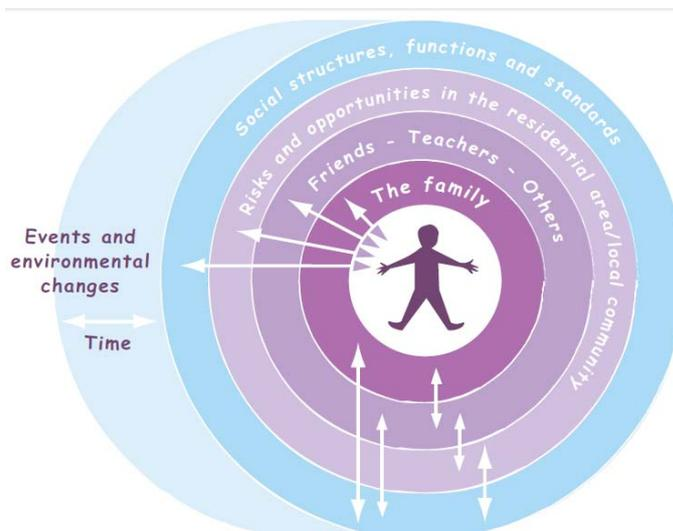 Social structures, functions and standards
Risks and opportunities in the residential area/local community
Friends - Teachers - Others
The family
Events and
environmental
changes
Time